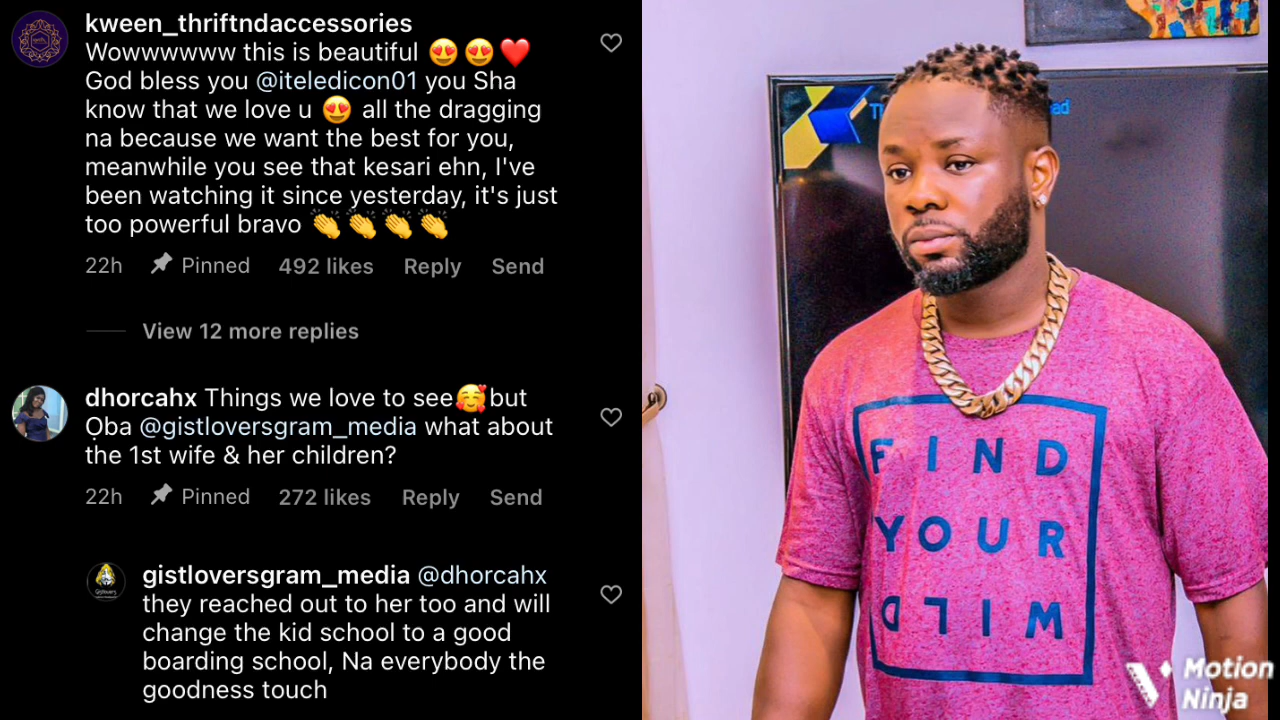 kween_thriftndaccessories
Wowwwwww this is beautiful 😍😍❤️
God bless you @iteledicon01 you Sha
know that we love u 😍 all the dragging
na because we want the best for you,
meanwhile you see that kesari ehn, I've
been watching it since yesterday, it's just
too powerful bravo 👏👏👏👏
22h Pinned 492 likes Reply Send
View 12 more replies
dhorcahx Things we love to see🥰but
Ọba @gistloversgram_media what about
the 1st wife & her children?
22h Pinned 272 likes Reply Send
gistloversgram_media @dhorcahx
they reached out to her too and will
change the kid school to a good
boarding school, Na everybody the
goodness touch
FIND
YOUR
WILD
Motion
Ninja